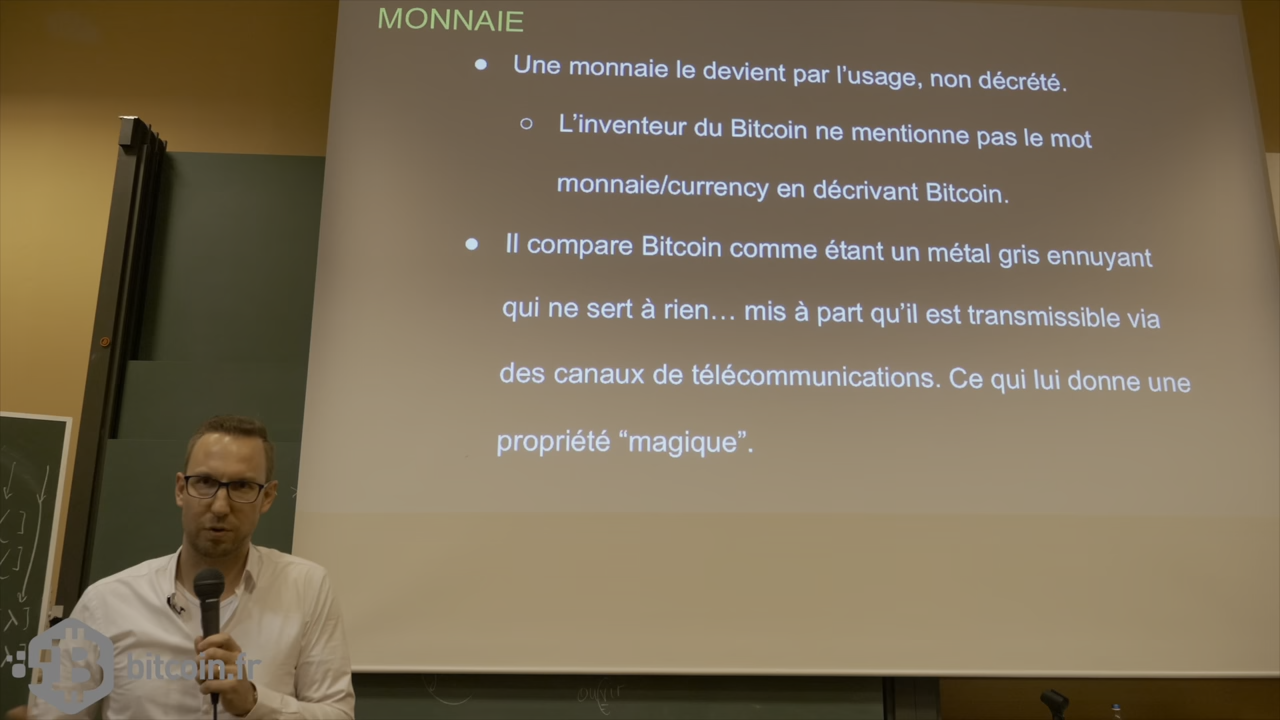 MONNAIE
● Une monnaie le devient par l’usage, non décrété.
○ L’inventeur du Bitcoin ne mentionne pas le mot
monnaie/currency en décrivant Bitcoin.
● Il compare Bitcoin comme étant un métal gris ennuyant
qui ne sert à rien… mis à part qu’il est transmissible via
des canaux de télécommunications. Ce qui lui donne une
propriété “magique”.
bitcoin.fr